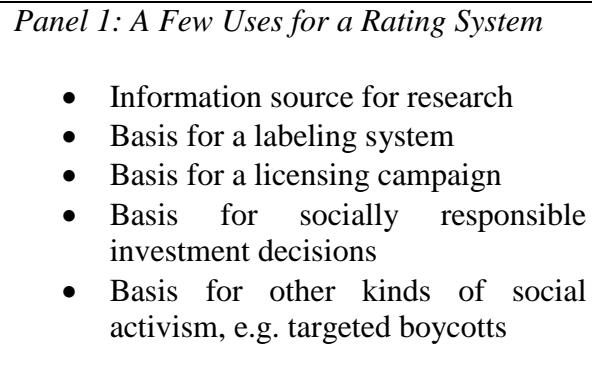 Panel 1: A Few Uses for a Rating System
• Information source for research
• Basis for a labeling system
• Basis for a licensing campaign
• Basis for socially responsible
investment decisions
• Basis for other kinds of social
activism, e.g. targeted boycotts